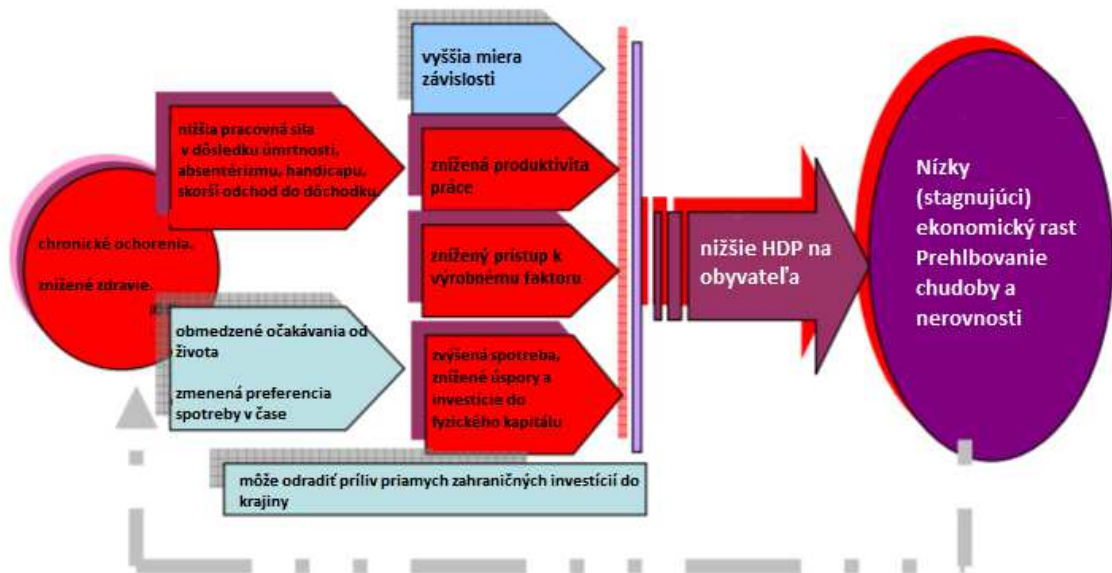 chronické ochorenia,
znížené zdravie.
nižšia pracovná sila
v dôsledku úmrtnosti,
absentérizmu, handicapu,
skorší odchod do dôchodku.
obmedzené očakávania od
života
zmenená preferencia
spotreby v čase
vyššia miera
závislosti
znížená produktivita
práce
znížený prístup k
výrobnému faktoru
zvýšená spotreba,
znížené úspory a
investície do
fyzického kapitálu
môže odradiť príliv priamych zahraničných investícií do
krajiny
nižšie HDP na
obyvateľa
Nízky
(stagnujúci)
ekonomický rast
Prehlbovanie
chudoby a
nerovnosti